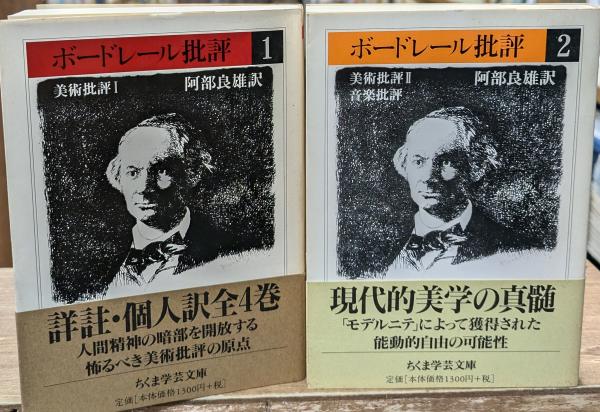 ボードレール批評 1
美術批評Ⅰ 阿部良雄訳
詳註・個人訳全4巻
人間精神の暗部を開放する
怖るべき美術批評の原点
ちくま学芸文庫
定価[本体価格1300円+税]
ボードレール批評 2
美術批評Ⅱ 阿部良雄訳
音楽批評
現代的美学の真髄
「モデルニテ」によって獲得された
能動的自由の可能性
ちくま学芸文庫
定価[本体価格1300円+税]